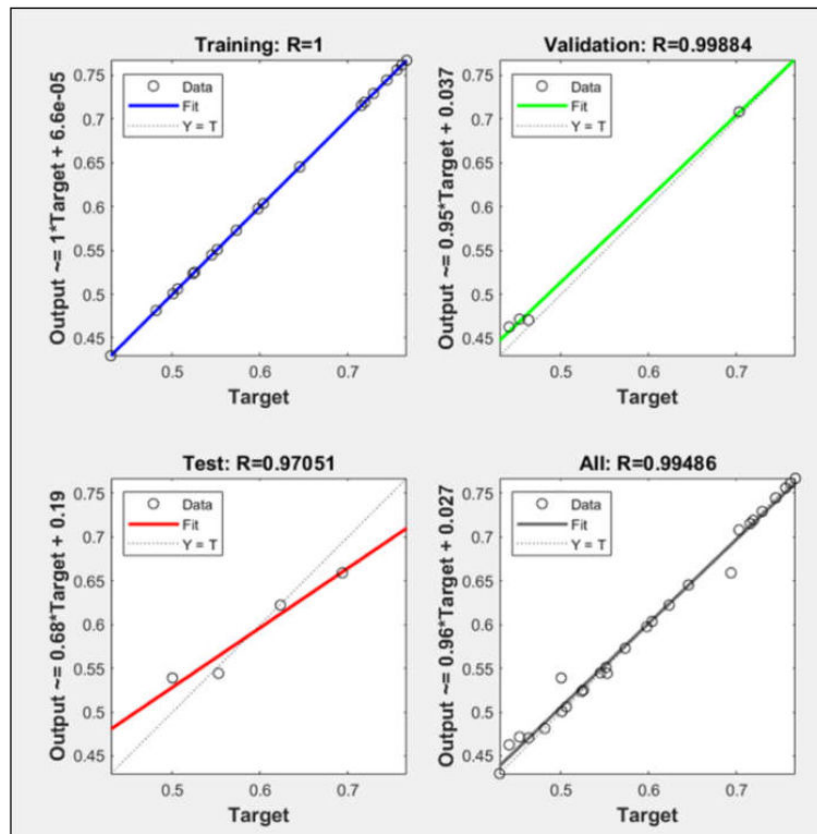 Training: R=1
Output ~= 1*Target + 6.6e-05
Data
Fit
Y = T
0.75
0.7
0.65
0.6
0.55
0.5
0.45
0.5
0.6
0.7
Target
Validation: R=0.99884
Output ~= 0.95*Target + 0.037
Data
Fit
Y = T
0.75
0.7
0.65
0.6
0.55
0.5
0.45
0.5
0.6
0.7
Target
Test: R=0.97051
Output ~= 0.68*Target + 0.19
Data
Fit
Y = T
0.75
0.7
0.65
0.6
0.55
0.5
0.45
0.5
0.6
0.7
Target
All: R=0.99486
Output ~= 0.96*Target + 0.027
Data
Fit
Y = T
0.75
0.7
0.65
0.6
0.55
0.5
0.45
0.5
0.6
0.7
Target